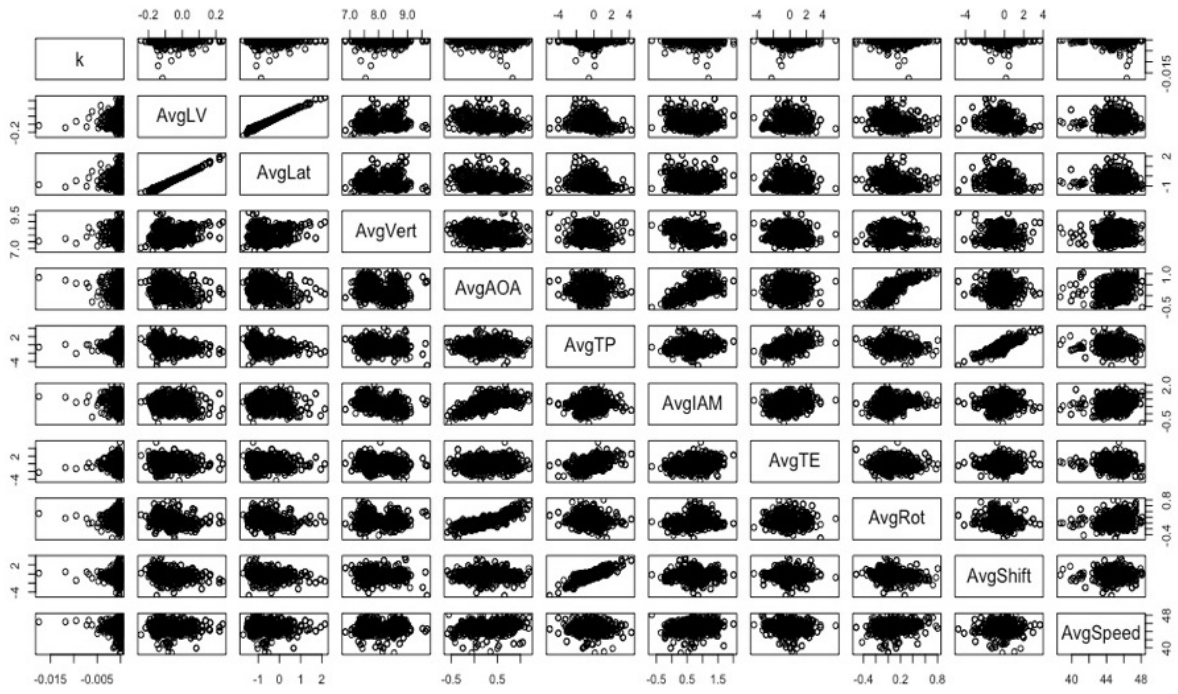 -0.2 0.0 0.2 7.0 8.0 9.0 -4 0 2 4 -4 0 2 4 -4 0 2 4
k
-0.015
-0.2
AvgLV
AvgLat
-1 2
7.0 9.5
AvgVert
AvgAOA
-0.5 1.0
-4 2
AvgTP
AvgIAM
-0.5 2.0
-4 2
AvgTE
AvgRot
-0.4 0.8
-4 2
AvgShift
AvgSpeed
40 48
-0.015 -0.005 -1 0 1 2 -0.5 0.5 -0.5 0.5 1.5 -0.4 0.2 0.8 40 44 48